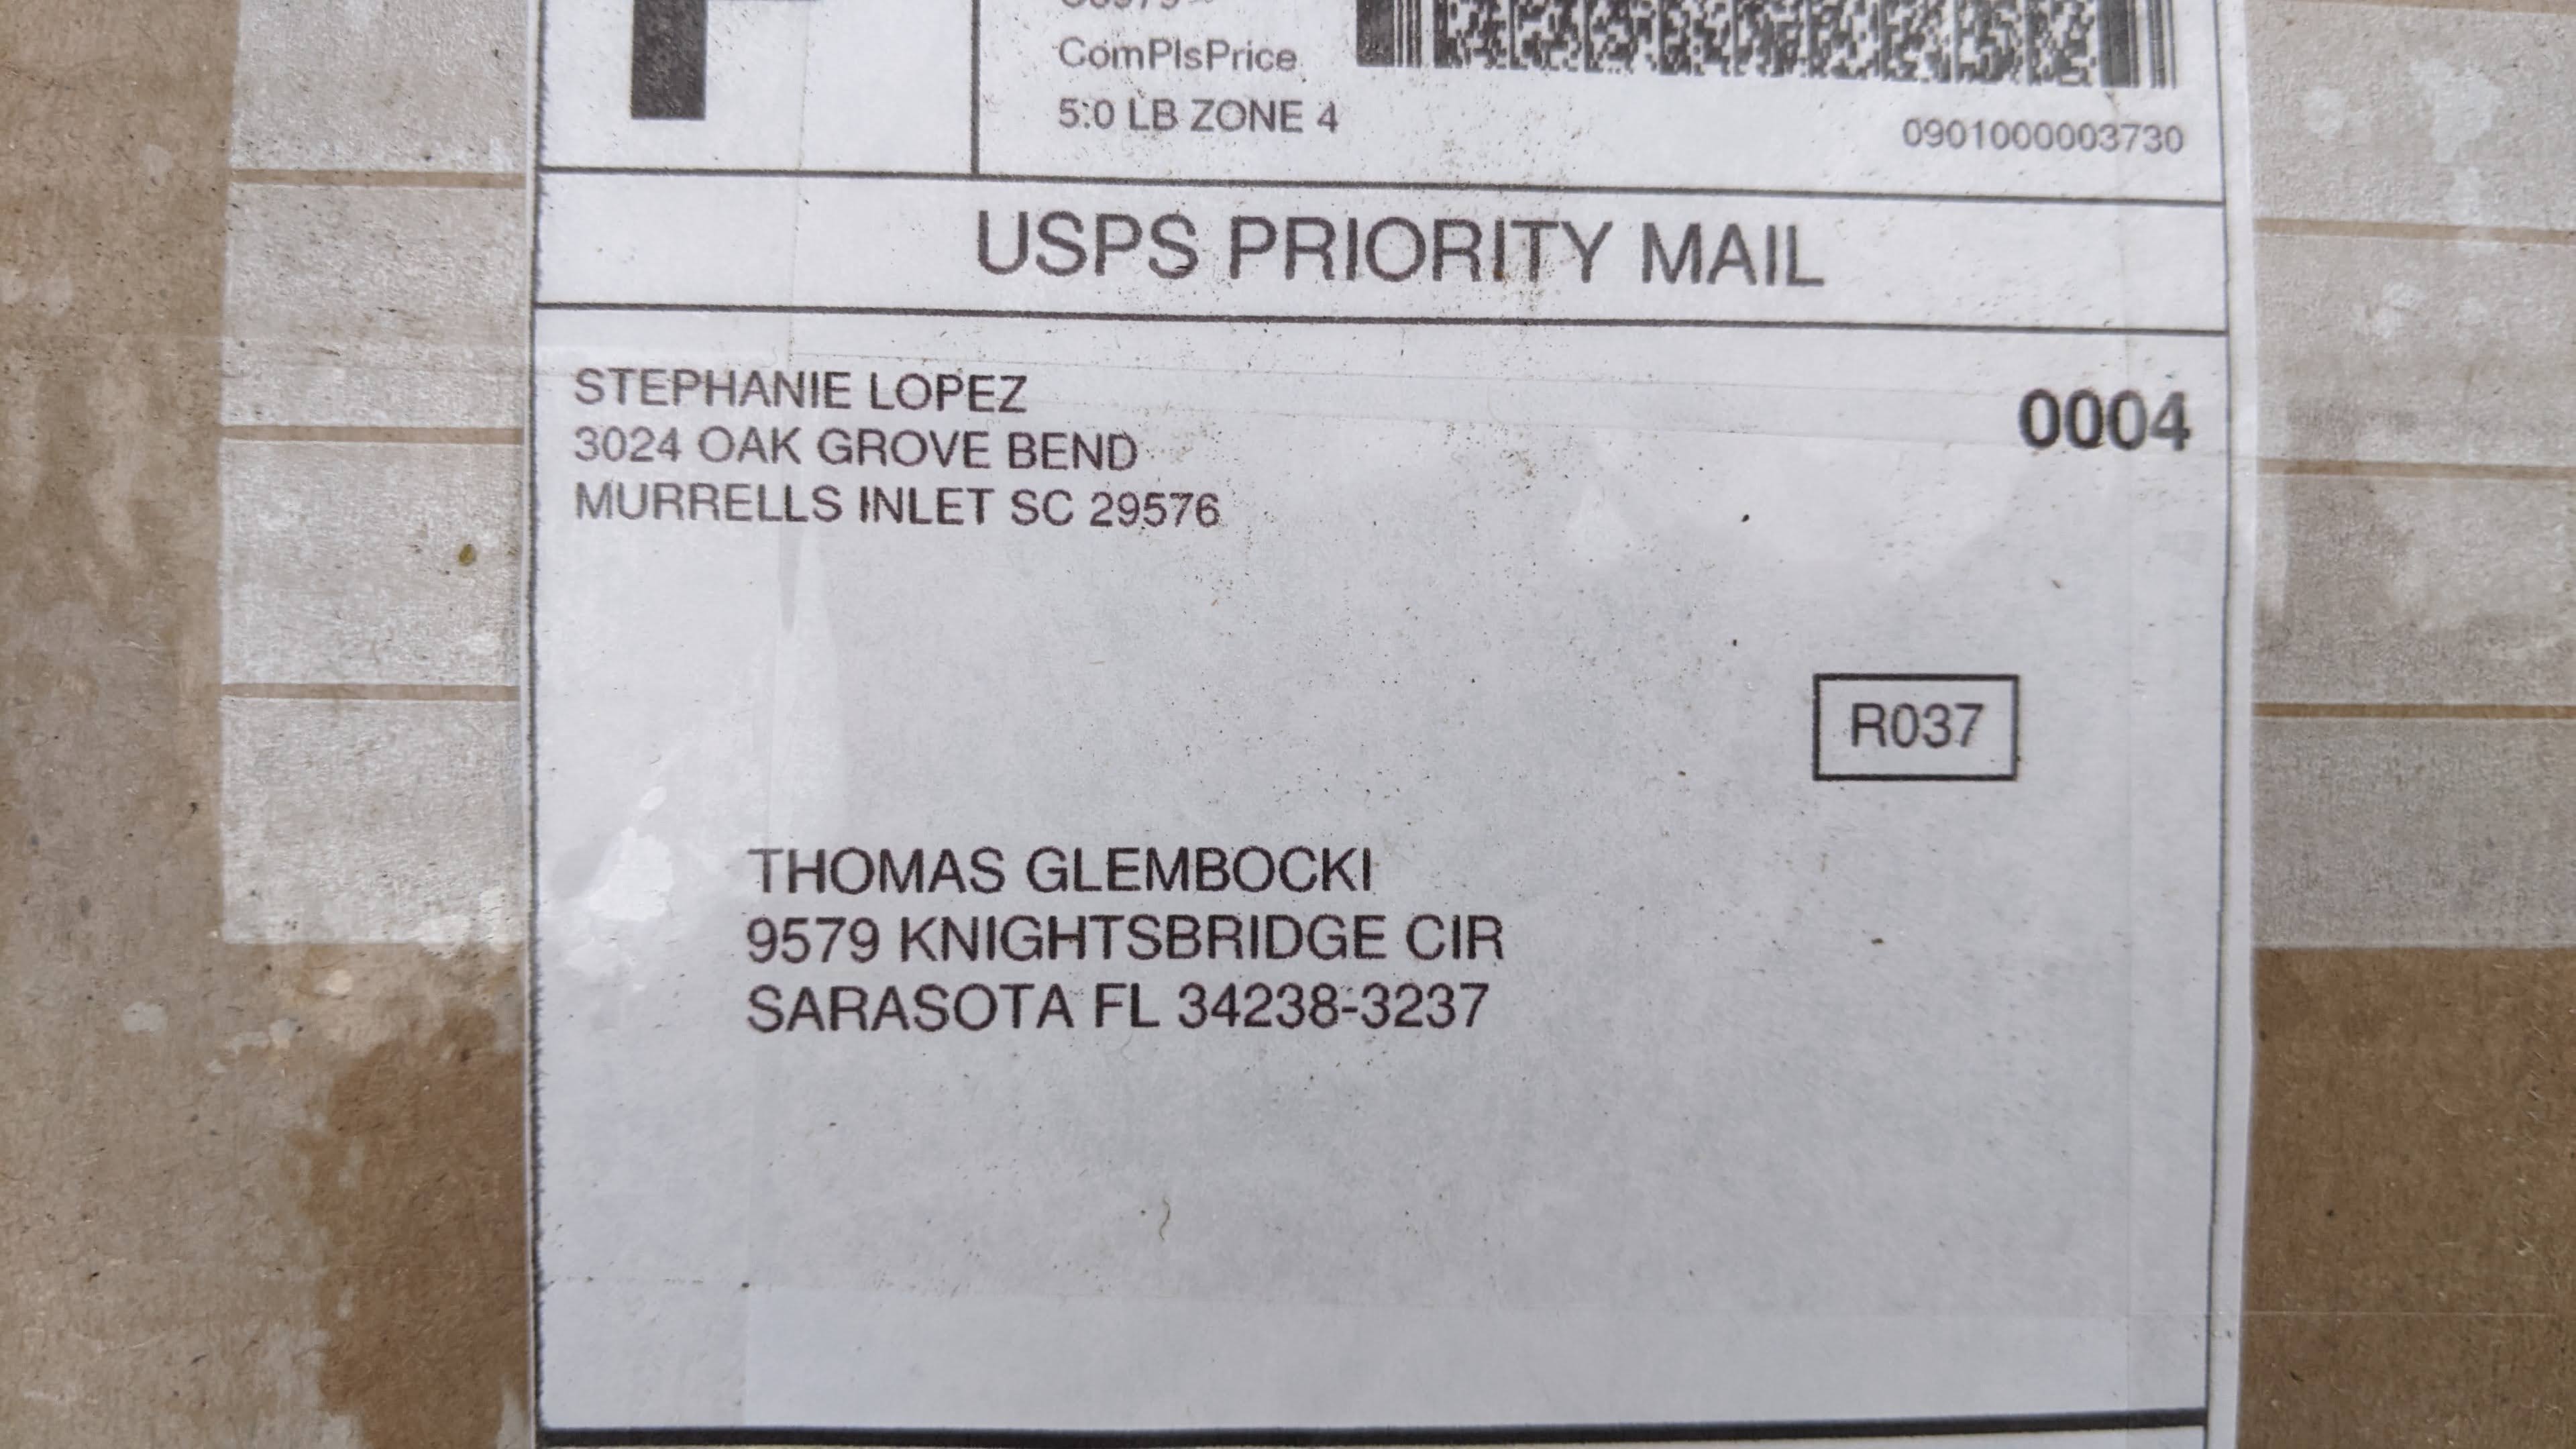 ComPlsPrice
5.0 LB ZONE 4
0901000003730
USPS PRIORITY MAIL
STEPHANIE LOPEZ
3024 OAK GROVE BEND
MURRELLS INLET SC 29576
0004
R037
THOMAS GLEMBOCKI
9579 KNIGHTSBRIDGE CIR
SARASOTA FL 34238-3237